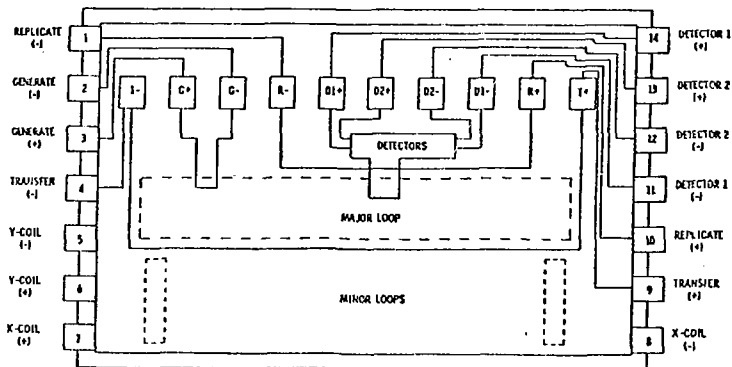 REPLICATE
(-)
1
GENERATE
(-)
2
GENERATE
(+)
3
TRANSFER
(-)
4
Y-COIL
(-)
5
Y-COIL
(+)
6
X-COIL
(+)
7
T-
G+
G-
R-
D1+
D2+
D2-
D1-
R+
T+
DETECTORS
MAJOR LOOP
MINOR LOOPS
14
DETECTOR 1
(+)
13
DETECTOR 2
(+)
12
DETECTOR 2
(-)
11
DETECTOR 1
(-)
10
REPLICATE
(+)
9
TRANSFER
(+)
8
X-COIL
(-)